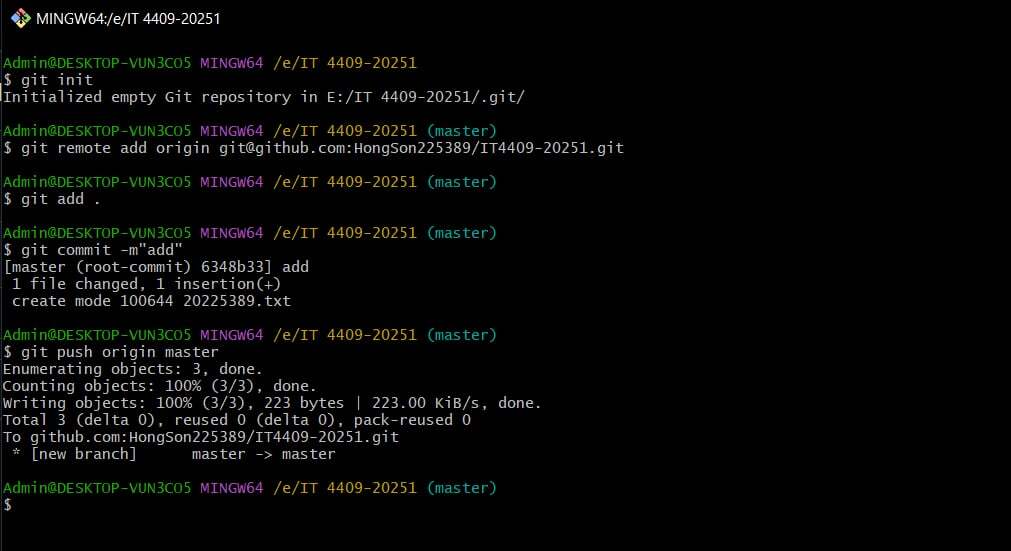 MINGW64:/e/IT 4409-20251
Admin@DESKTOP-VUN3CO5 MINGW64 /e/IT 4409-20251
$ git init
Initialized empty Git repository in E:/IT 4409-20251/.git/
Admin@DESKTOP-VUN3CO5 MINGW64 /e/IT 4409-20251 (master)
$ git remote add origin git@github.com:HongSon225389/IT4409-20251.git
Admin@DESKTOP-VUN3CO5 MINGW64 /e/IT 4409-20251 (master)
$ git add .
Admin@DESKTOP-VUN3CO5 MINGW64 /e/IT 4409-20251 (master)
$ git commit -m"add"
[master (root-commit) 6348b33] add
1 file changed, 1 insertion(+)
create mode 100644 20225389.txt
Admin@DESKTOP-VUN3CO5 MINGW64 /e/IT 4409-20251 (master)
$ git push origin master
Enumerating objects: 3, done.
Counting objects: 100% (3/3), done.
Writing objects: 100% (3/3), 223 bytes | 223.00 KiB/s, done.
Total 3 (delta 0), reused 0 (delta 0), pack-reused 0
To github.com:HongSon225389/IT4409-20251.git
* [new branch]      master -> master
Admin@DESKTOP-VUN3CO5 MINGW64 /e/IT 4409-20251 (master)
$